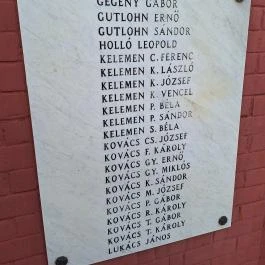 GEGENY GÁBOR
GUTLOHN ERNŐ
GUTLOHN SÁNDOR
HOLLÓ LEOPOLD
KELEMEN C. FERENC
KELEMEN K. LÁSZLÓ
KELEMEN K. JÓZSEF
KELEMEN K. VENCEL
KELEMEN P. BÉLA
KELEMEN P. SÁNDOR
KELEMEN S. BÉLA
KOVÁCS CS. JÓZSEF
KOVÁCS F. KÁROLY
KOVÁCS GY. ERNŐ
KOVÁCS GY. MIKLÓS
KOVÁCS K. SÁNDOR
KOVÁCS M. JÓZSEF
KOVÁCS P. GÁBOR
KOVÁCS R. KÁROLY
KOVÁCS T. GÁBOR
KOVÁCS T. KÁROLY
LUKÁCS JÁNOS